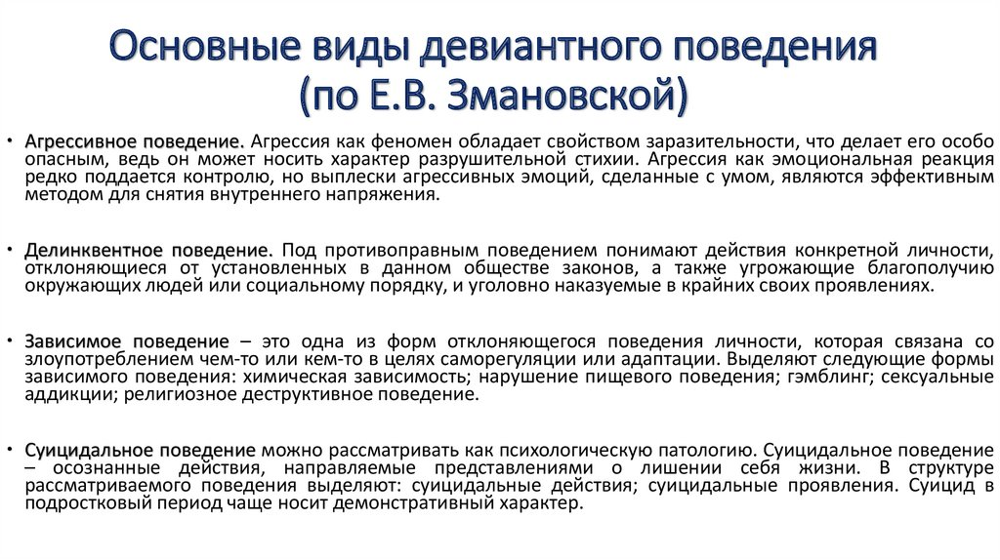 Основные виды девиантного поведения
(по Е.В. Змановской)
• Агрессивное поведение. Агрессия как феномен обладает свойством заразительности, что делает его особо
опасным, ведь он может носить характер разрушительной стихии. Агрессия как эмоциональная реакция
редко поддается контролю, но выплески агрессивных эмоций, сделанные с умом, являются эффективным
методом для снятия внутреннего напряжения.
• Делинквентное поведение. Под противоправным поведением понимают действия конкретной личности,
отклоняющиеся от установленных в данном обществе законов, а также угрожающие благополучию
окружающих людей или социальному порядку, и уголовно наказуемые в крайних своих проявлениях.
• Зависимое поведение – это одна из форм отклоняющегося поведения личности, которая связана со
злоупотреблением чем-то или кем-то в целях саморегуляции или адаптации. Выделяют следующие формы
зависимого поведения: химическая зависимость; нарушение пищевого поведения; гэмблинг; сексуальные
аддикции; религиозное деструктивное поведение.
• Суицидальное поведение можно рассматривать как психологическую патологию. Суицидальное поведение
– осознанные действия, направляемые представлениями о лишении себя жизни. В структуре
рассматриваемого поведения выделяют: суицидальные действия; суицидальные проявления. Суицид в
подростковый период чаще носит демонстративный характер.